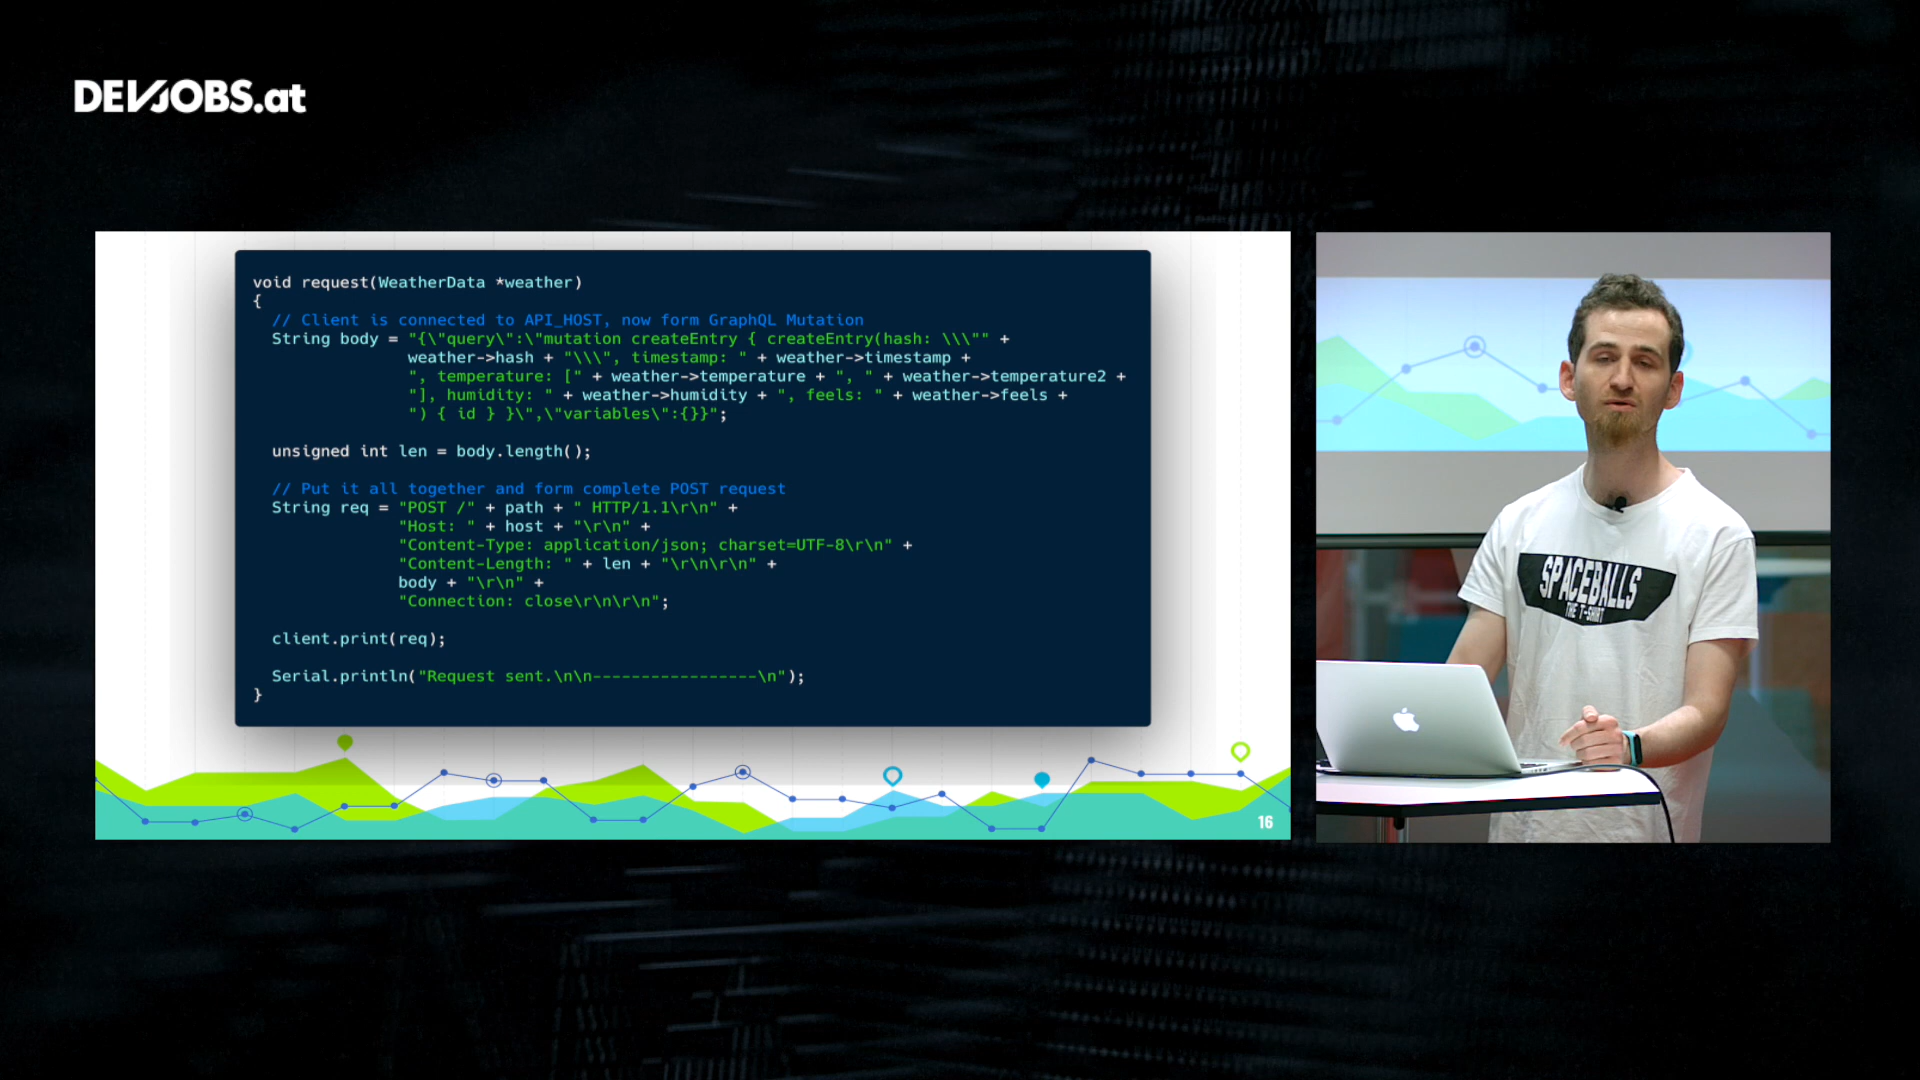 DEVJOBS.at
void request(WeatherData *weather)
{
// Client is connected to API_HOST, now form GraphQL Mutation
String body = "{\"query\":\"mutation createEntry { createEntry(hash: \\\"" +
weather->hash + "\\\", timestamp: " + weather->timestamp +
", temperature: [" + weather->temperature + ", " + weather->temperature2 +
"], humidity: " + weather->humidity + ", feels: " + weather->feels +
") { id } }\",\"variables\":{}}";
unsigned int len = body.length();
// Put it all together and form complete POST request
String req = "POST /" + path + " HTTP/1.1\r\n" +
"Host: " + host + "\r\n" +
"Content-Type: application/json; charset=UTF-8\r\n" +
"Content-Length: " + len + "\r\n\r\n" +
body + "\r\n" +
"Connection: close\r\n\r\n";
client.print(req);
Serial.println("Request sent.\n\n-----------------\n");
}
16
SPACEBALLS
THE T-SHIRT